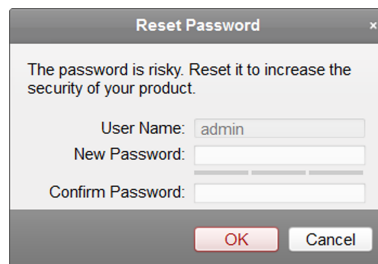 Reset Password ×
The password is risky. Reset it to increase the
security of your product.
User Name: admin
New Password:
Confirm Password:
OK Cancel